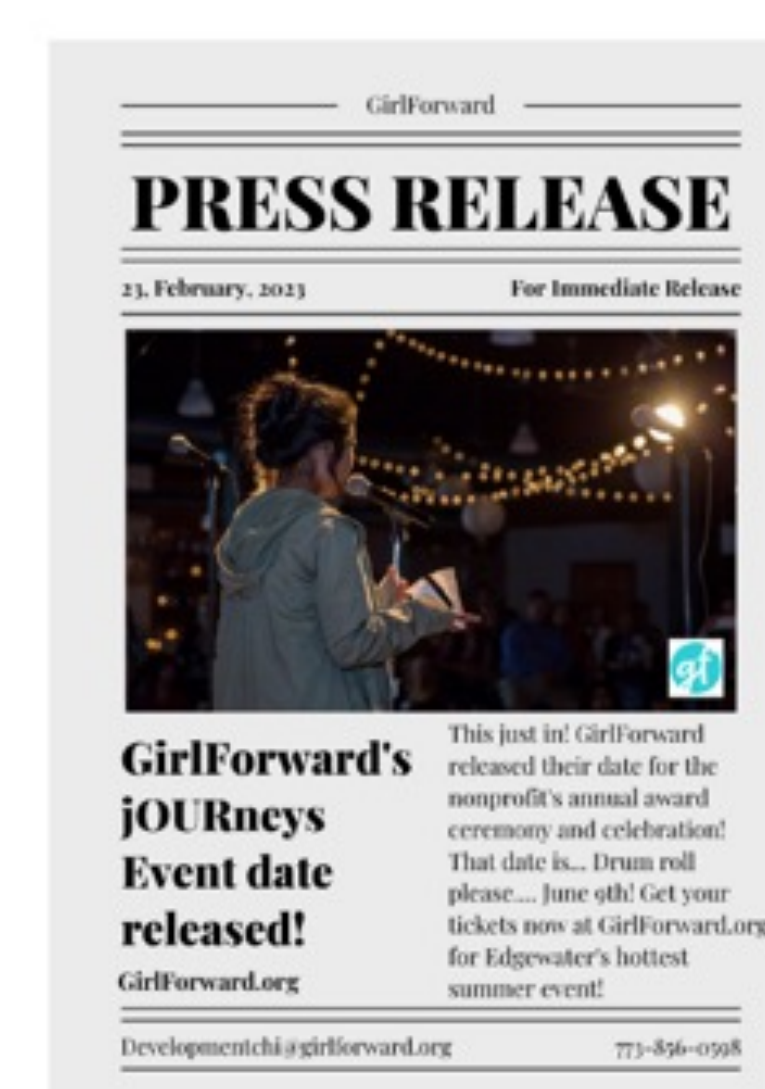 GirlForward
PRESS RELEASE
23. February, 2023
For Immediate Release
gf
GirlForward's
jOURneys
Event date
released!
GirlForward.org
This just in! GirlForward
released their date for the
nonprofit's annual award
ceremony and celebration!
That date is... Drum roll
please.... June 9th! Get your
tickets now at GirlForward.org
for Edgewater's hottest
summer event!
Developmentchi@girlforward.org
773-856-0598